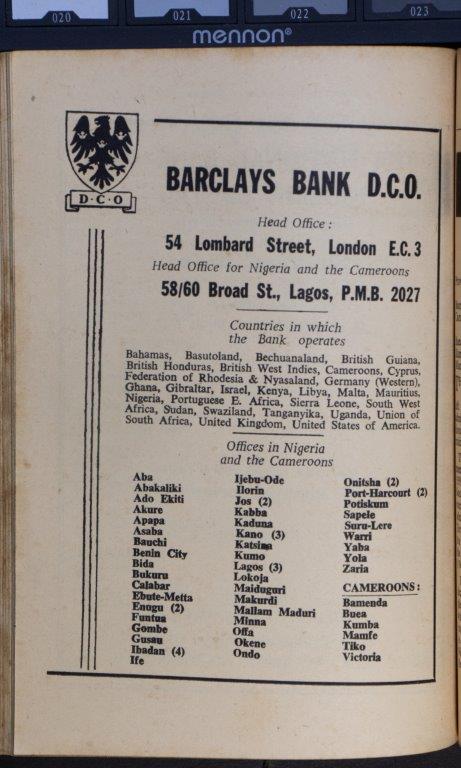 020 021 022 023
mennon®
D·C·O
BARCLAYS BANK D.C.O.
Head Office :
54 Lombard Street, London E.C. 3
Head Office for Nigeria and the Cameroons
58/60 Broad St., Lagos, P.M.B. 2027
Countries in which
the Bank operates
Bahamas, Basutoland, Bechuanaland, British Guiana,
British Honduras, British West Indies, Cameroons, Cyprus,
Federation of Rhodesia & Nyasaland, Germany (Western),
Ghana, Gibraltar, Israel, Kenya, Libya, Malta, Mauritius,
Nigeria, Portuguese E. Africa, Sierra Leone, South West
Africa, Sudan, Swaziland, Tanganyika, Uganda, Union of
South Africa, United Kingdom, United States of America.
Offices in Nigeria
and the Cameroons
Aba
Abakaliki
Ado Ekiti
Akure
Apapa
Asaba
Bauchi
Benin City
Bida
Bukuru
Calabar
Ebute-Metta
Enugu (2)
Funtua
Gombe
Gusau
Ibadan (4)
Ife
Ijebu-Ode
Ilorin
Jos (2)
Kabba
Kaduna
Kano (3)
Katsina
Kumo
Lagos (3)
Lokoja
Maiduguri
Makurdi
Mallam Maduri
Minna
Offa
Okene
Ondo
Onitsha (2)
Port-Harcourt (2)
Potiskum
Sapele
Suru-Lere
Warri
Yaba
Yola
Zaria
CAMEROONS :
Bamenda
Buea
Kumba
Mamfe
Tiko
Victoria